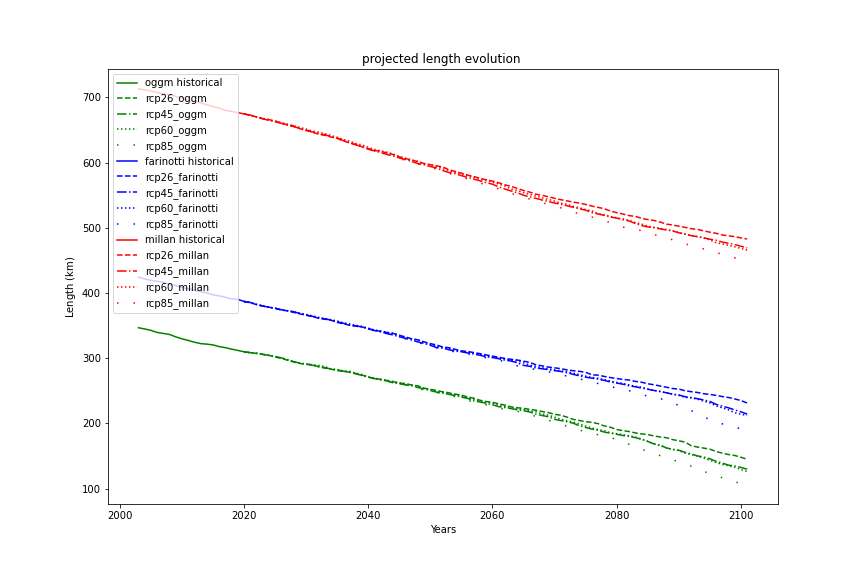 projected length evolution
oggm historical
rcp26_oggm
rcp45_oggm
rcp60_oggm
rcp85_oggm
farinotti historical
rcp26_farinotti
rcp45_farinotti
rcp60_farinotti
rcp85_farinotti
millan historical
rcp26_millan
rcp45_millan
rcp60_millan
rcp85_millan
Length (km)
700
600
500
400
300
200
100
2000 2020 2040 2060 2080 2100
Years